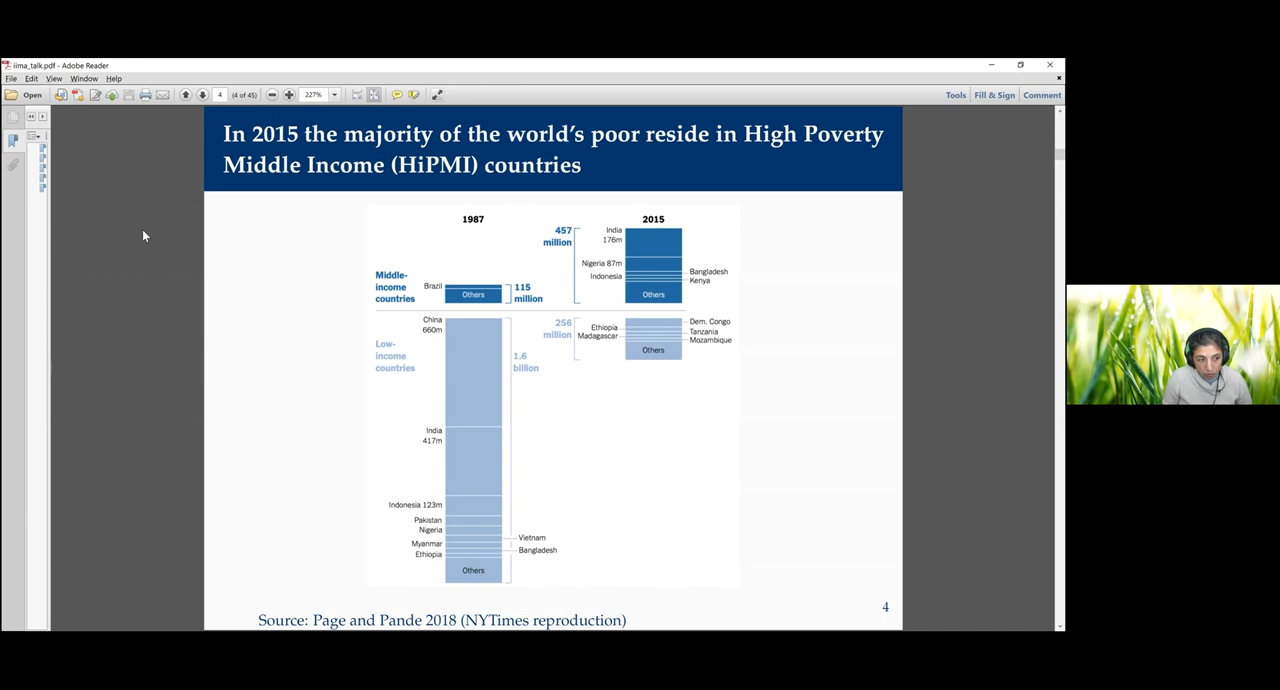 iima_talk.pdf - Adobe Reader
File Edit View Window Help
Open 4 (4 of 45) 227% Tools Fill & Sign Comment
In 2015 the majority of the world's poor reside in High Poverty
Middle Income (HiPMI) countries
1987
2015
457
million
India
176m
Nigeria 87m
Indonesia
Bangladesh
Kenya
Others
Middle-
income
countries
Brazil
Others
115
million
256
million
Ethiopia
Madagascar
Dem. Congo
Tanzania
Mozambique
Others
Low-
income
countries
China
660m
1.6
billion
India
417m
Indonesia 123m
Pakistan
Nigeria
Myanmar
Ethiopia
Vietnam
Bangladesh
Others
4
Source: Page and Pande 2018 (NYTimes reproduction)